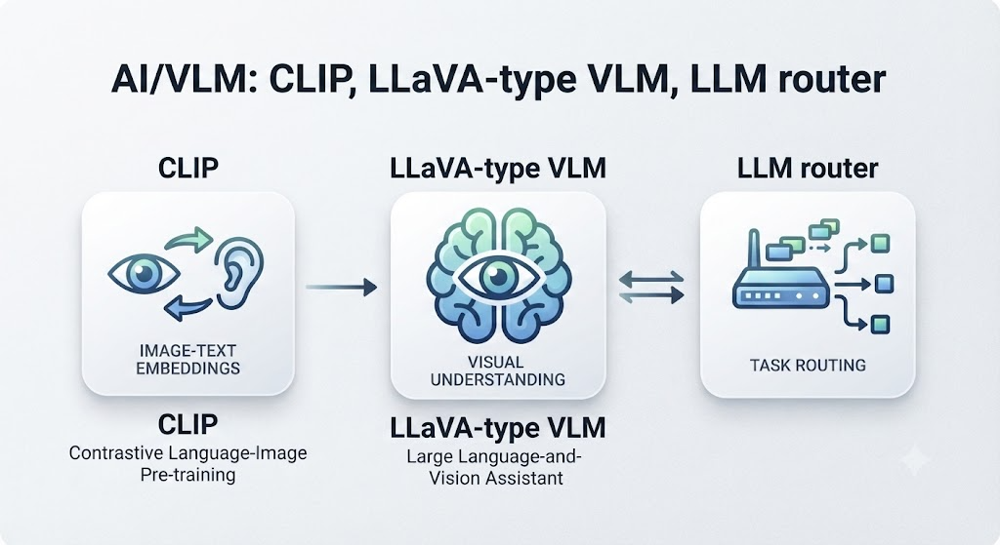 AI/VLM: CLIP, LLaVA-type VLM, LLM router
CLIP
IMAGE-TEXT
EMBEDDINGS
CLIP
Contrastive Language-Image
Pre-training
LLaVA-type VLM
VISUAL
UNDERSTANDING
LLaVA-type VLM
Large Language-and-
Vision Assistant
LLM router
TASK ROUTING